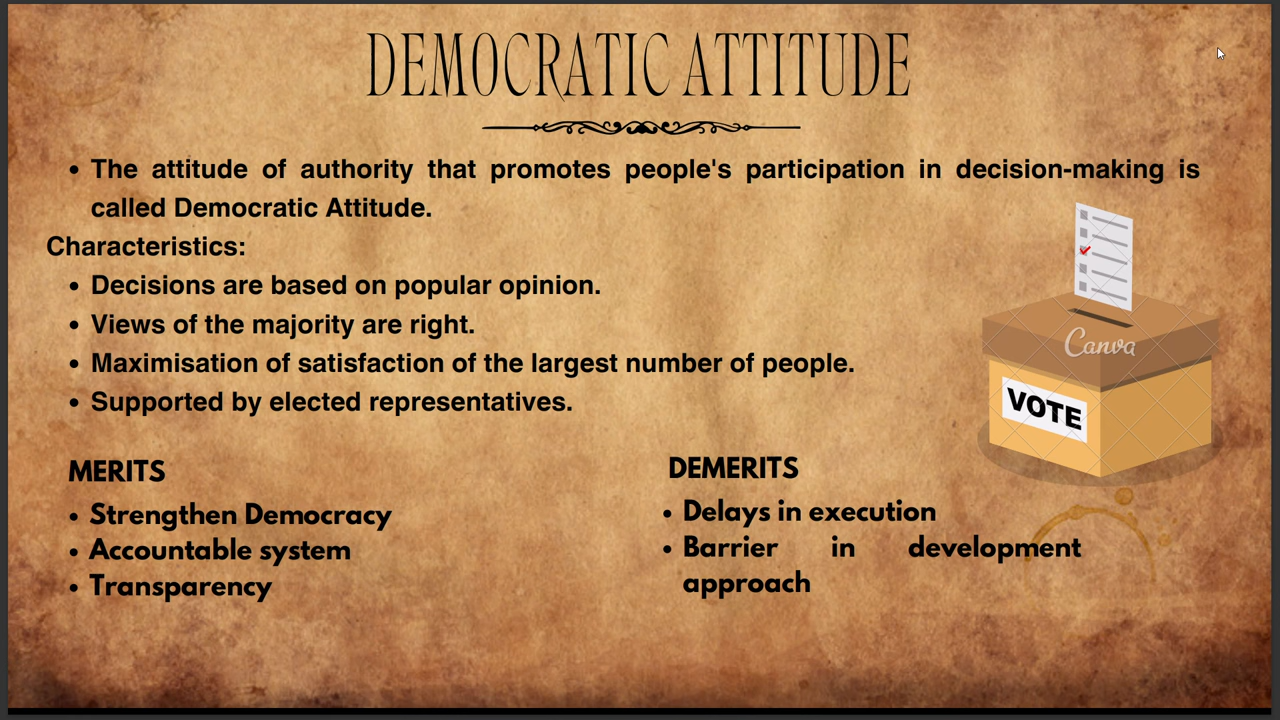 DEMOCRATIC ATTITUDE
• The attitude of authority that promotes people's participation in decision-making is
called Democratic Attitude.
Characteristics:
• Decisions are based on popular opinion.
• Views of the majority are right.
• Maximisation of satisfaction of the largest number of people.
• Supported by elected representatives.
Canva
VOTE
MERITS
• Strengthen Democracy
• Accountable system
• Transparency
DEMERITS
• Delays in execution
• Barrier in development
approach